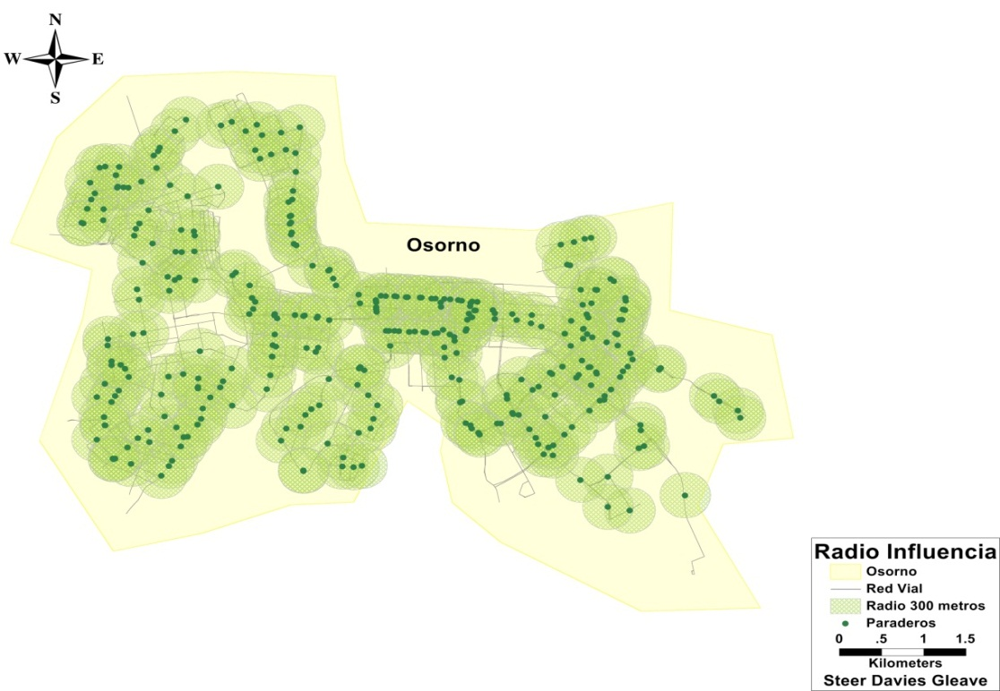 N
W E
S
Osorno
Radio Influencia
Osorno
Red Vial
Radio 300 metros
Paraderos
0 .5 1 1.5
Kilometers
Steer Davies Gleave